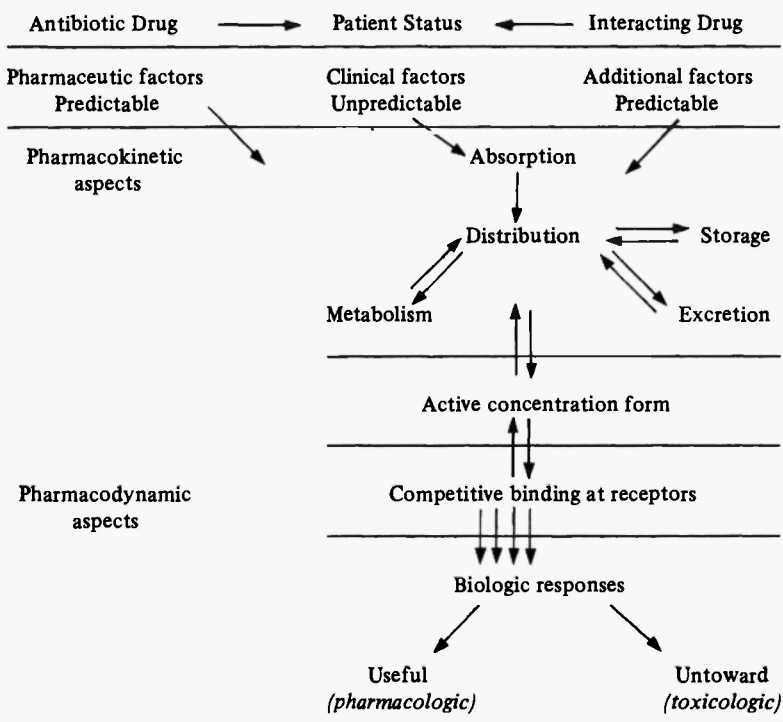 Antibiotic Drug
Patient Status
Interacting Drug
Pharmaceutic factors
Predictable
Clinical factors
Unpredictable
Additional factors
Predictable
Pharmacokinetic
aspects
Absorption
Distribution
Storage
Metabolism
Excretion
Active concentration form
Pharmacodynamic
aspects
Competitive binding at receptors
Biologic responses
Useful
(pharmacologic)
Untoward
(toxicologic)